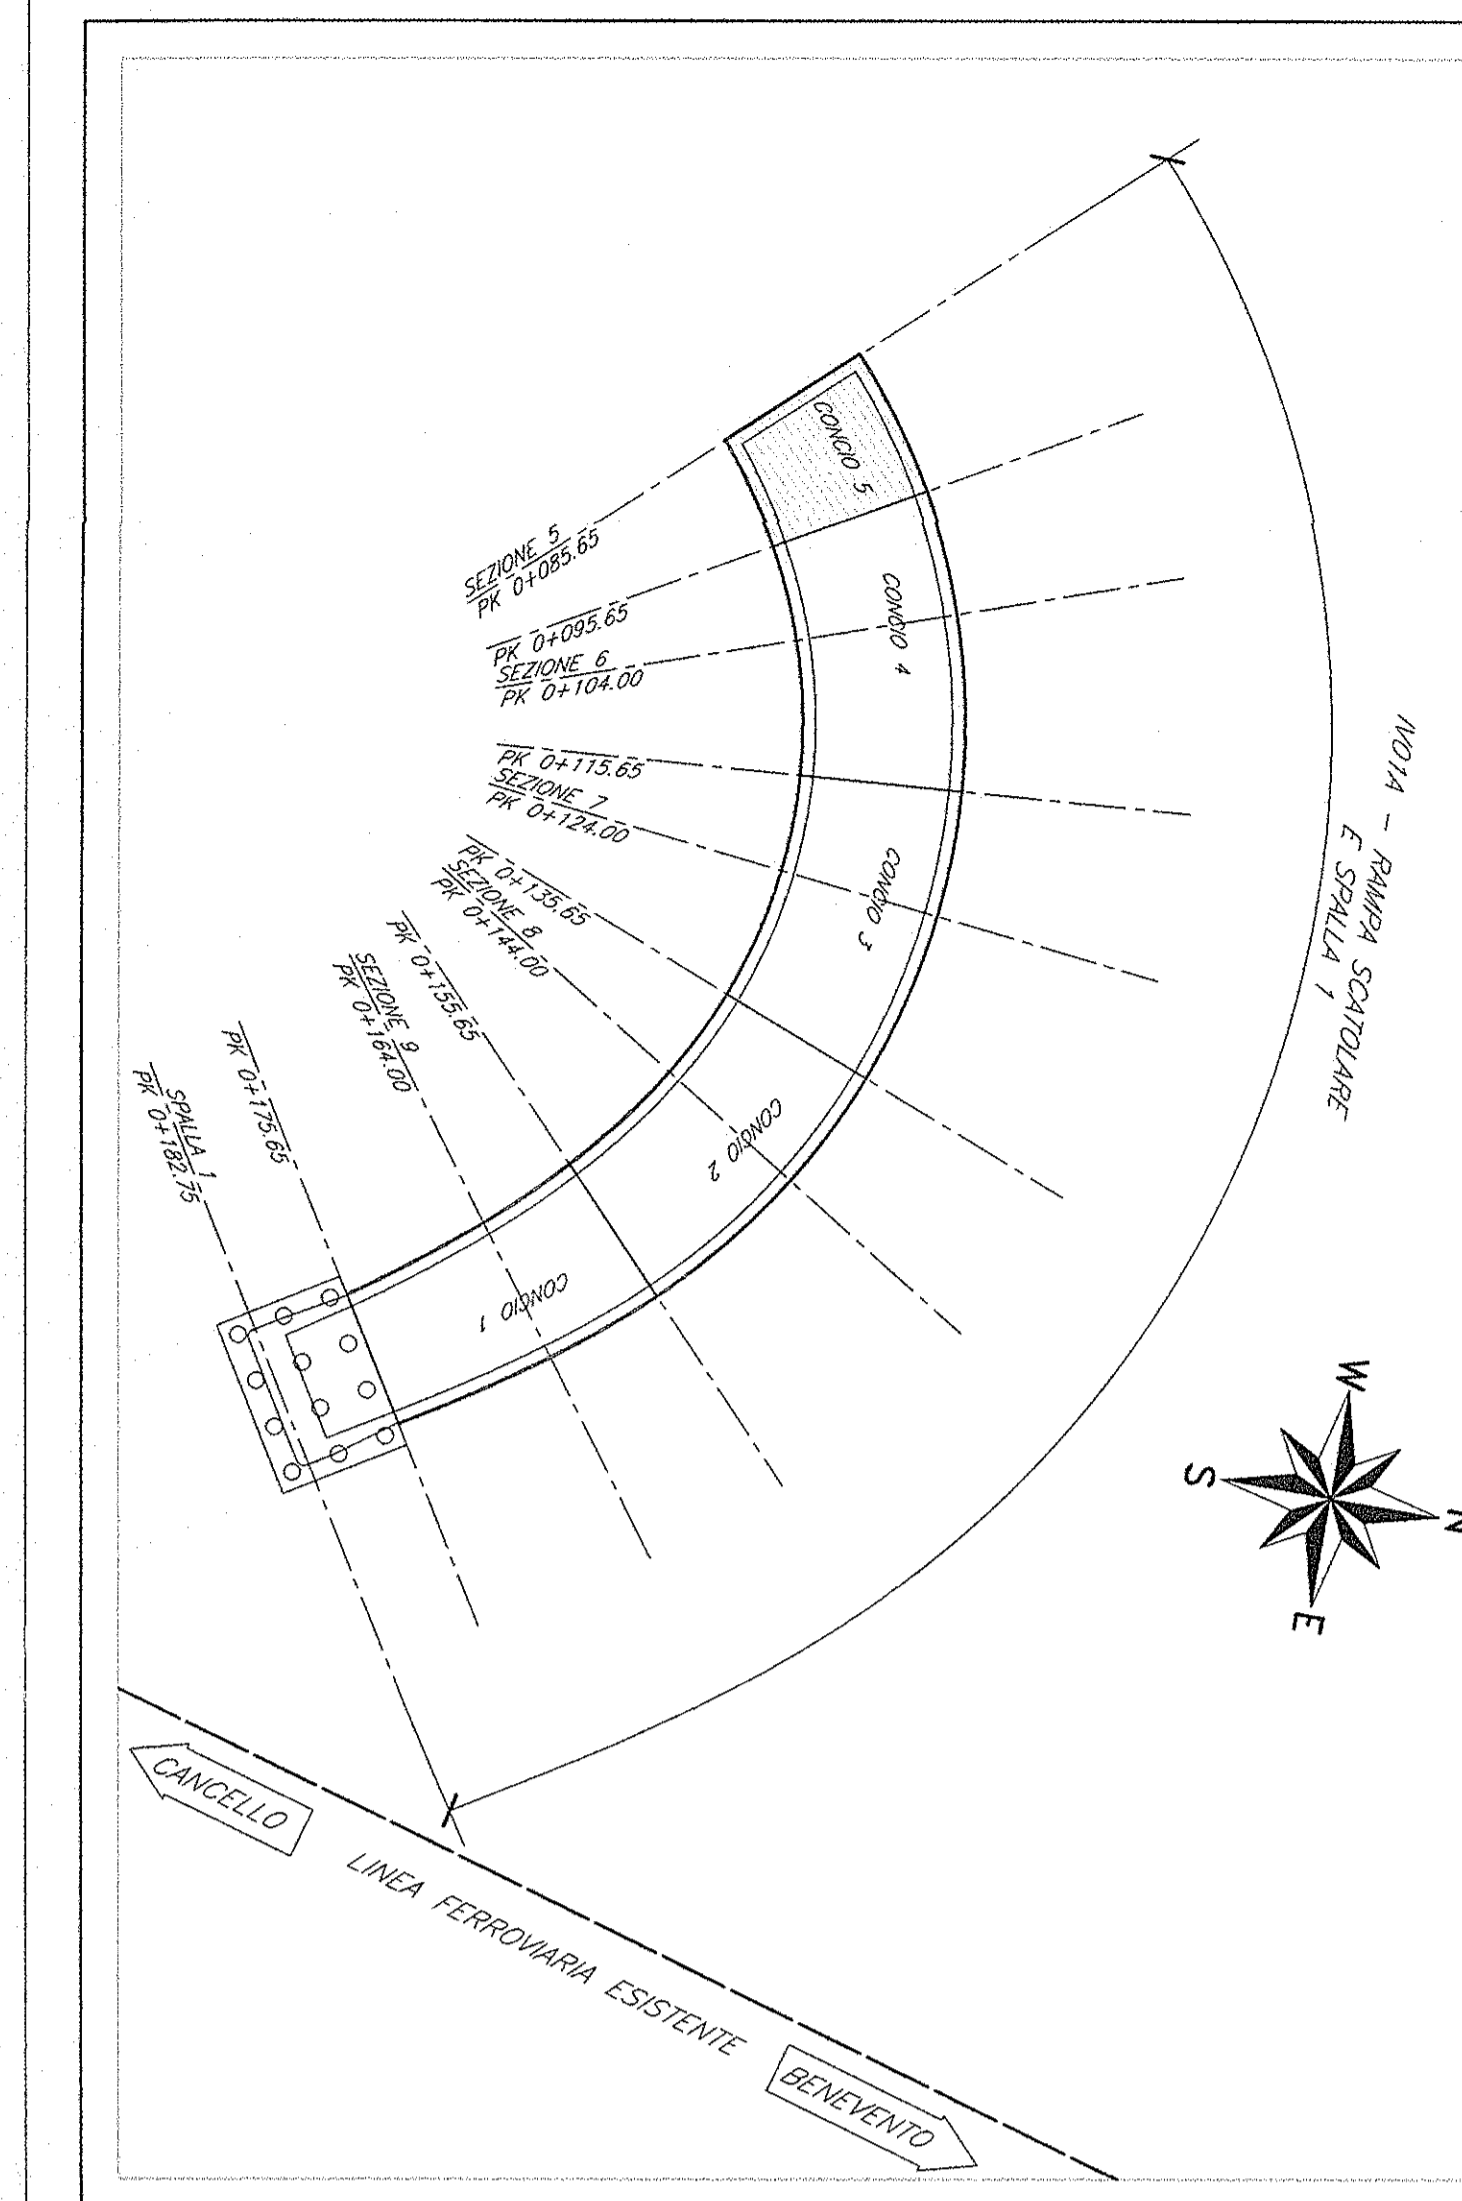 SEZIONE 5
PK 0+085.65
PK 0+095.65
SEZIONE 6
PK 0+104.00
PK 0+115.65
SEZIONE 7
PK 0+124.00
PK 0+135.65
SEZIONE 8
PK 0+144.00
PK 0+155.65
SEZIONE 9
PK 0+164.00
PK 0+175.65
SPALLA 1
PK 0+182.75
CONCIO 5
CONCIO 4
CONCIO 3
CONCIO 2
CONCIO 1
IV01A - RAMPA SCATOLARE
E SPALLA 1
W
N
S
E
CANCELLO
LINEA FERROVIARIA ESISTENTE
BENEVENTO